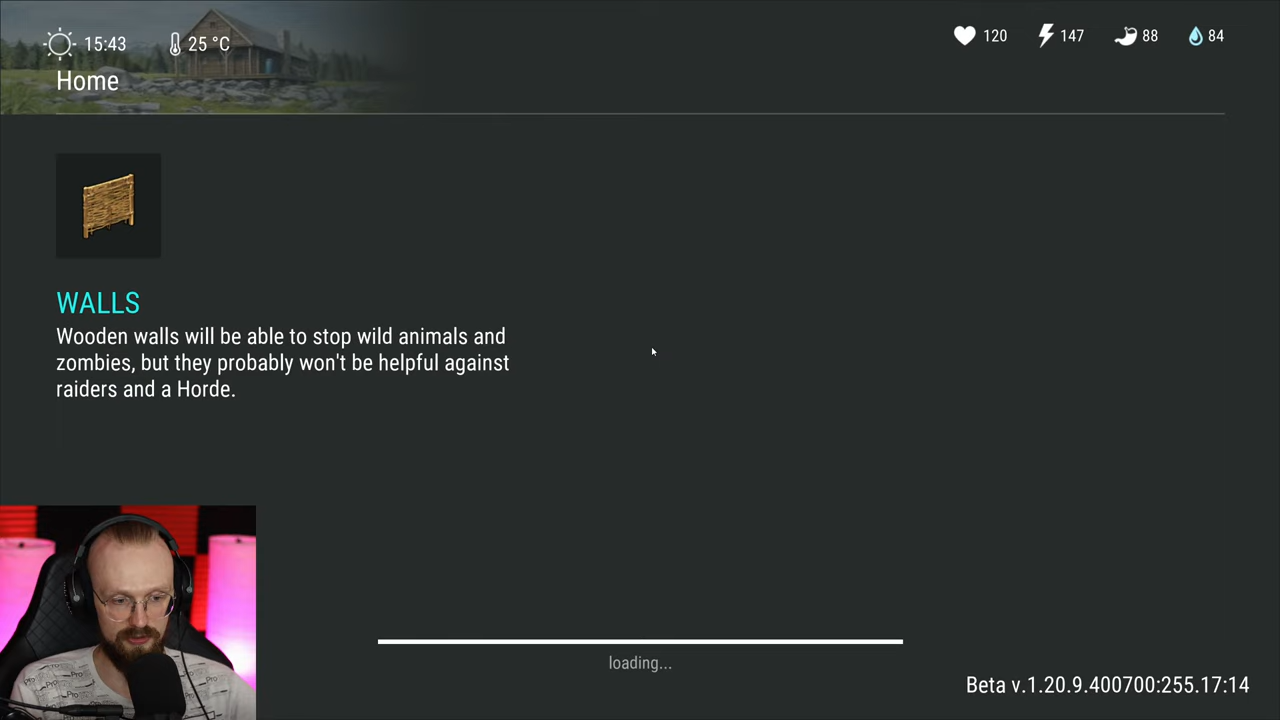 15:43 25 °C
120 147 88 84
Home
WALLS
Wooden walls will be able to stop wild animals and
zombies, but they probably won't be helpful against
raiders and a Horde.
loading...
Beta v.1.20.9.400700:255.17:14